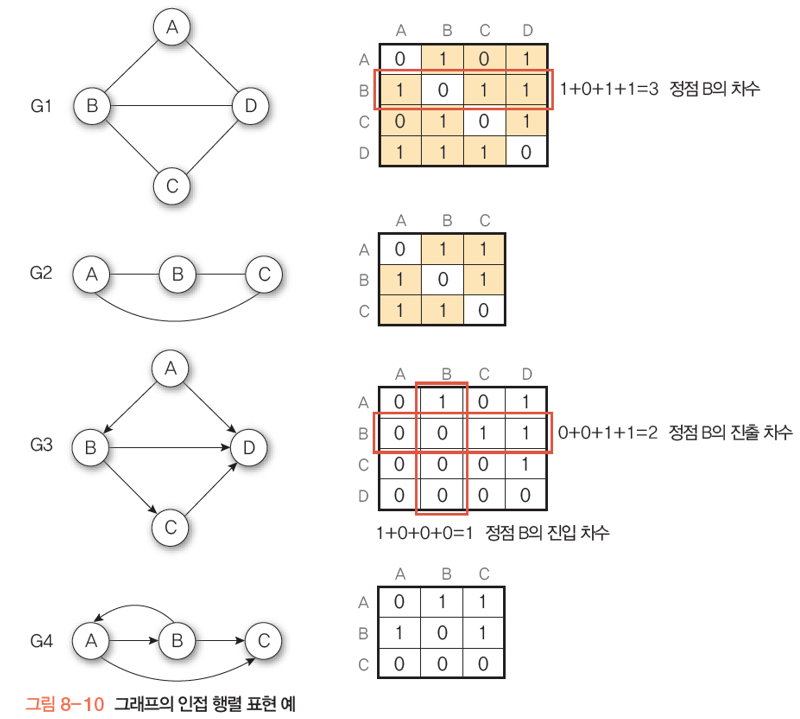 A
B
D
C
G1
A B C D
A 0 1 0 1
B 1 0 1 1
C 0 1 0 1
D 1 1 1 0
1+0+1+1=3 정점 B의 차수
G2
A B C
A B C
A 0 1 1
B 1 0 1
C 1 1 0
G3
A
B
D
C
A B C D
A 0 1 0 1
B 0 0 1 1
C 0 0 0 1
D 0 0 0 0
0+0+1+1=2 정점 B의 진출 차수
1+0+0+0=1 정점 B의 진입 차수
G4
A B C
A B C
A 0 1 1
B 1 0 1
C 0 0 0
그림 8-10 그래프의 인접 행렬 표현 예